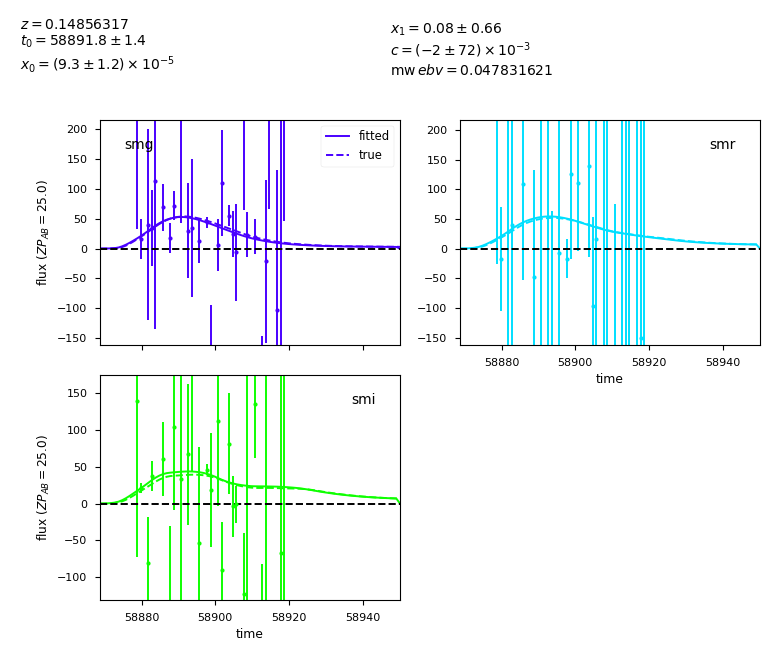 z = 0.14856317
t₀ = 58891.8 ± 1.4
x₀ = (9.3 ± 1.2) × 10⁻⁵
x₁ = 0.08 ± 0.66
c = (−2 ± 72) × 10⁻³
mw ebv = 0.047831621
smg
fitted
true
200
150
100
50
0
−50
−100
−150
flux (ZP_AB = 25.0)
smr
200
150
100
50
0
−50
−100
−150
58880 58900 58920 58940
time
smi
150
100
50
0
−50
−100
flux (ZP_AB = 25.0)
58880 58900 58920 58940
time